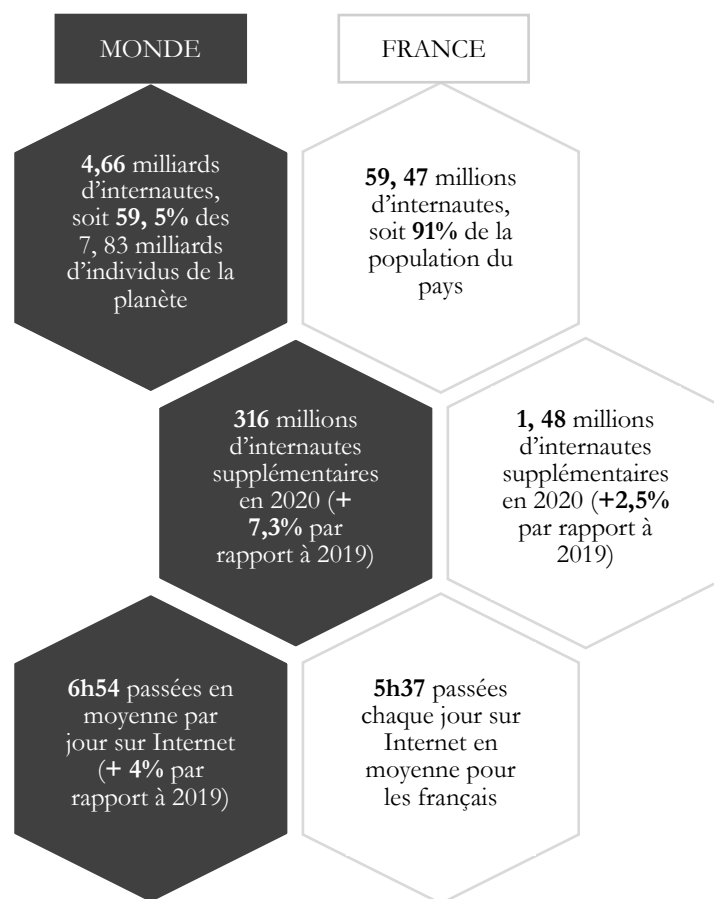 MONDE
FRANCE
4,66 milliards
d’internautes,
soit 59, 5% des
7, 83 milliards
d’individus de la
planète
59, 47 millions
d’internautes,
soit 91% de la
population du
pays
316 millions
d’internautes
supplémentaires
en 2020 (+
7,3% par
rapport à 2019)
1, 48 millions
d’internautes
supplémentaires
en 2020 (+2,5%
par rapport à
2019)
6h54 passées en
moyenne par
jour sur Internet
(+ 4% par
rapport à 2019)
5h37 passées
chaque jour sur
Internet en
moyenne pour
les français